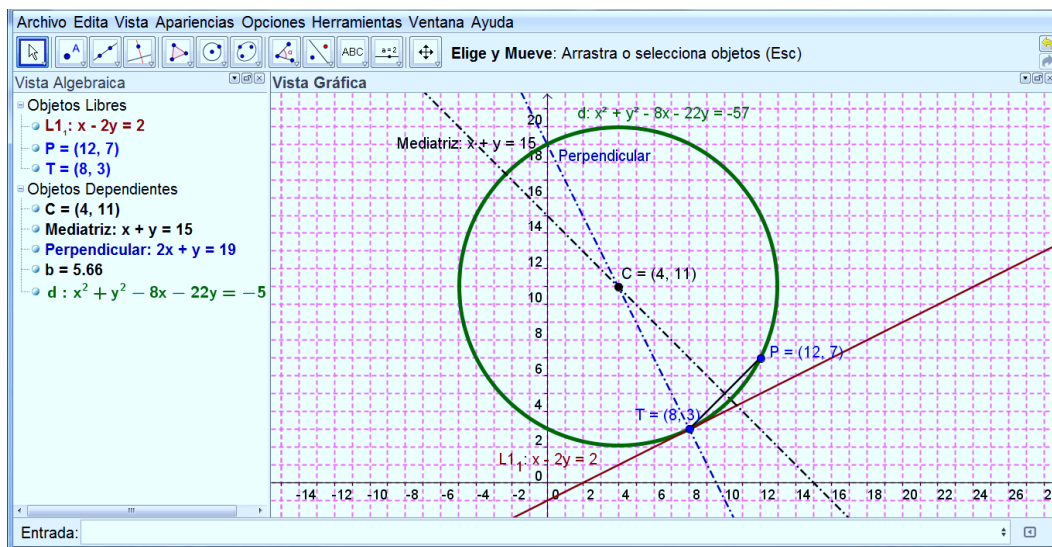 Archivo Edita Vista Apariencias Opciones Herramientas Ventana Ayuda
A ABC a=2 Elige y Mueve: Arrastra o selecciona objetos (Esc)
Vista Algebraica
Objetos Libres
L1₁: x - 2y = 2
P = (12, 7)
T = (8, 3)
Objetos Dependientes
C = (4, 11)
Mediatriz: x + y = 15
Perpendicular: 2x + y = 19
b = 5.66
d : x² + y² − 8x − 22y = −5
Vista Gráfica
d: x² + y² - 8x - 22y = -57
Mediatriz: x + y = 15
Perpendicular
C = (4, 11)
P = (12, 7)
T = (8, 3)
L1₁: x - 2y = 2
20
18
16
14
12
10
8
6
4
2
0
-14 -12 -10 -8 -6 -4 -2 0 2 4 6 8 10 12 14 16 18 20 22 24 26 2
Entrada: